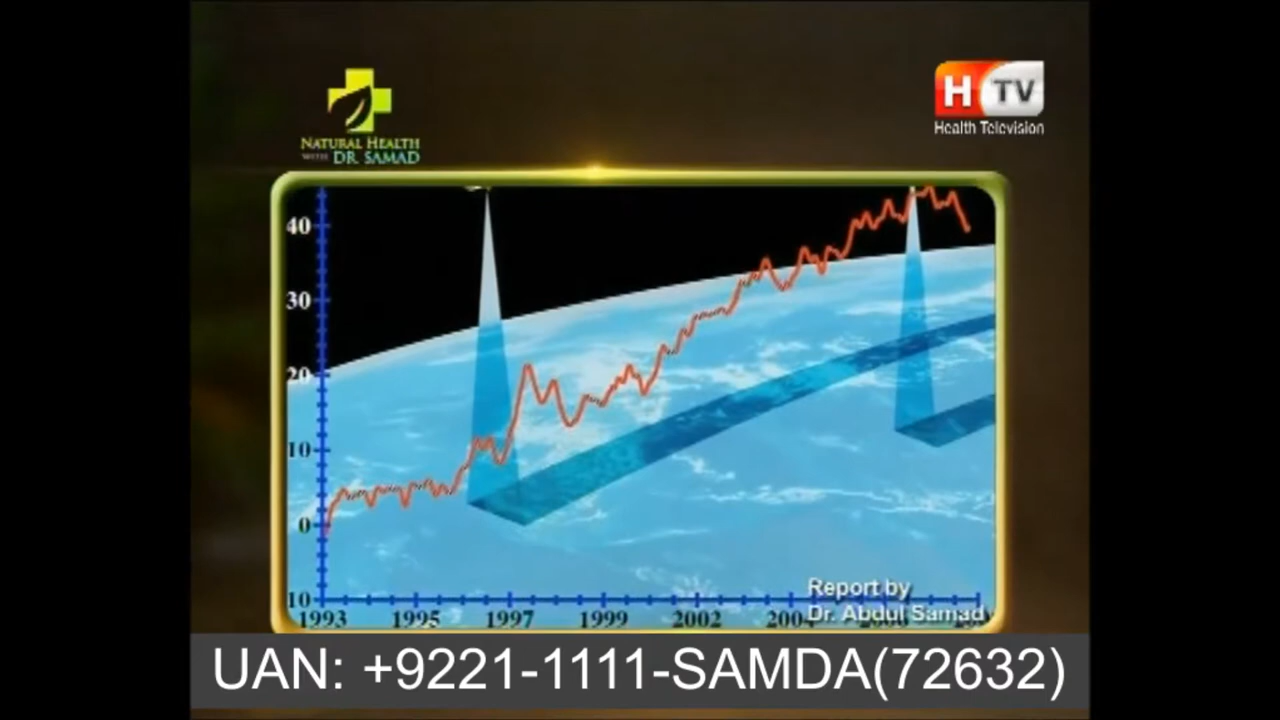 NATURAL HEALTH
WITH DR. SAMAD
H TV
Health Television
40
30
20
10
0
10
1993 1995 1997 1999 2002 2004
Report by
Dr. Abdul Samad
UAN: +9221-1111-SAMDA(72632)